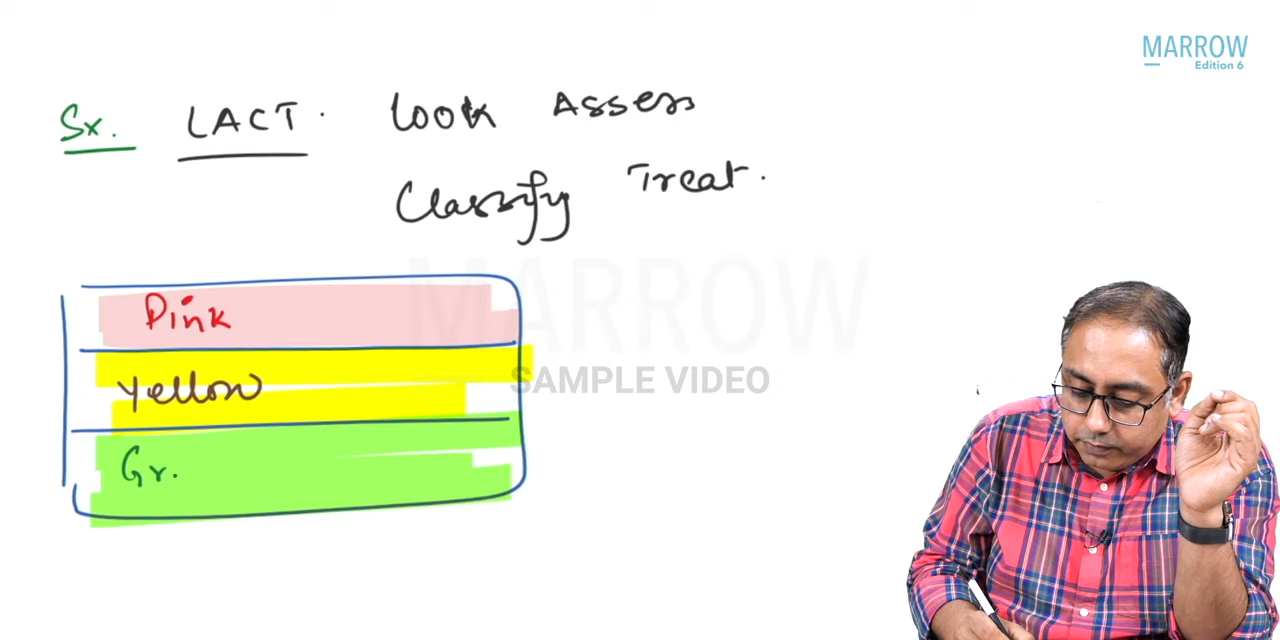 MARROW
Edition 6
Sx. LACT. Look Assess
Classify Treat.
MARROW
Pink
SAMPLE VIDEO
Yellow
Gr.